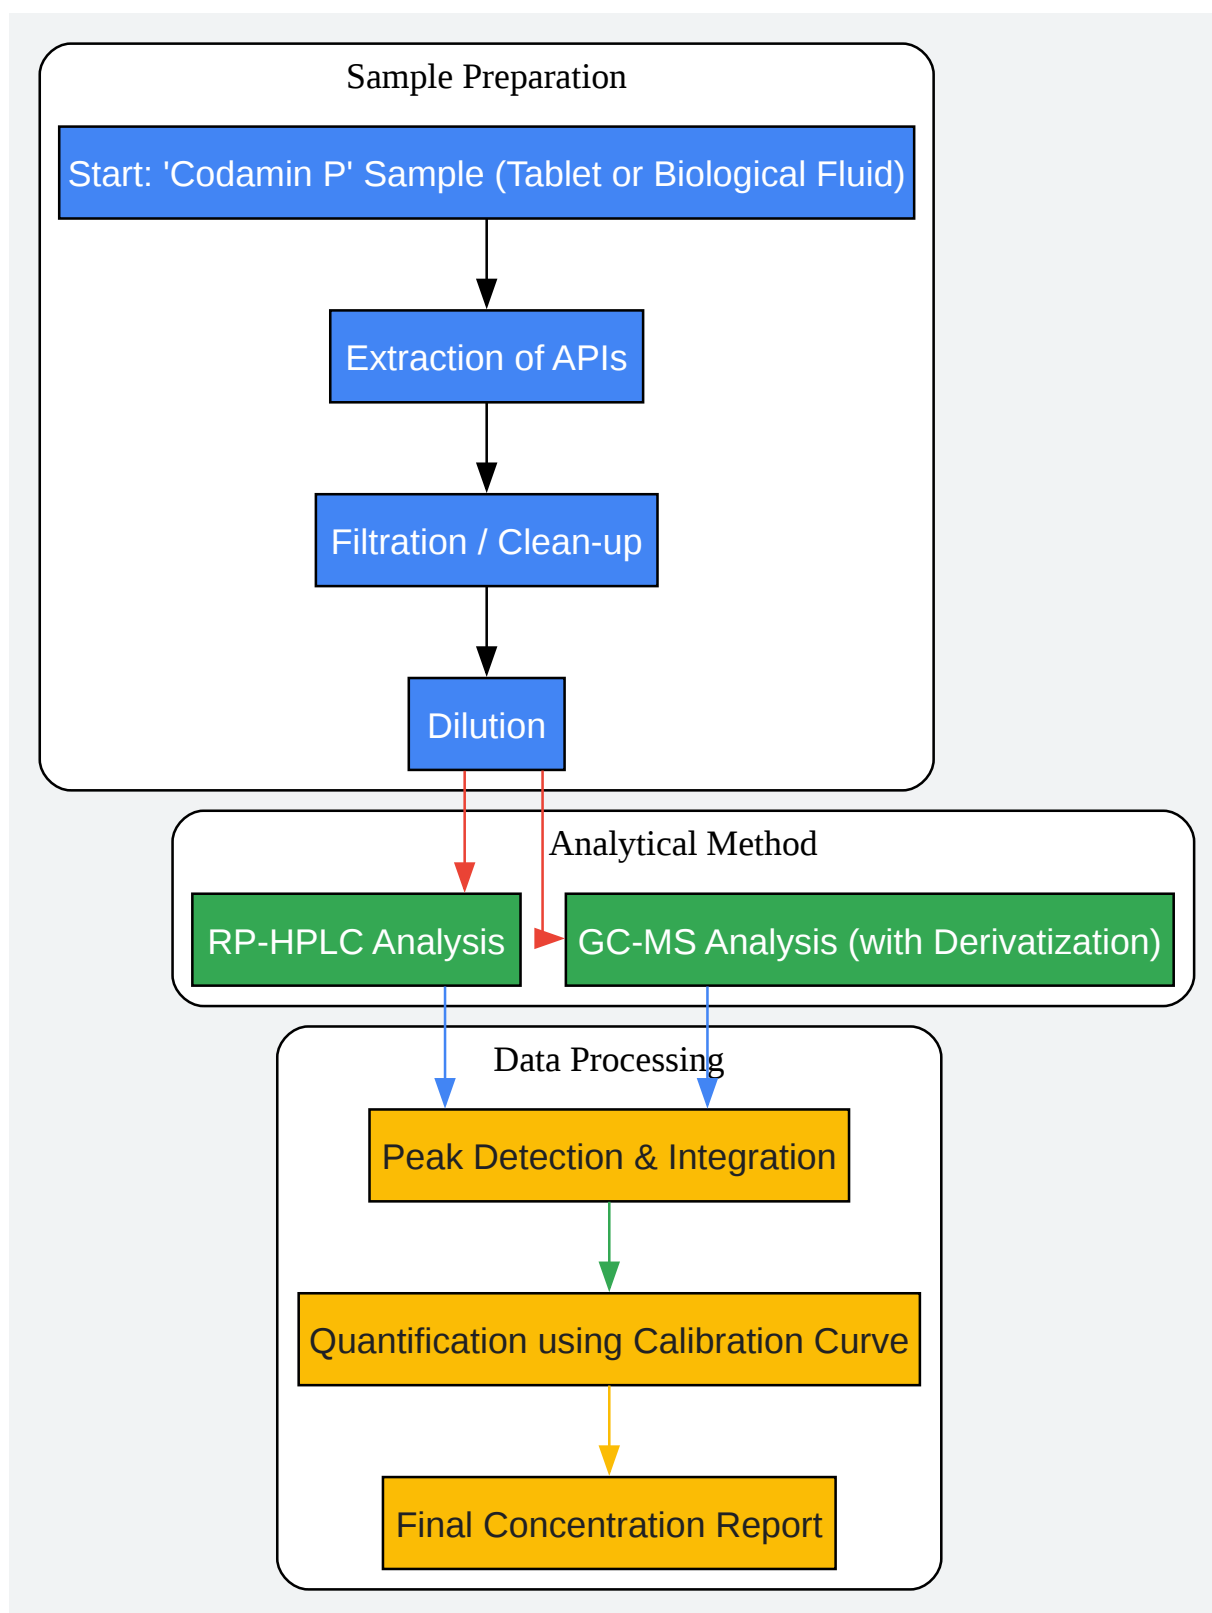 Sample Preparation
Start: 'Codamin P' Sample (Tablet or Biological Fluid)
Extraction of APIs
Filtration / Clean-up
Dilution
Analytical Method
RP-HPLC Analysis
GC-MS Analysis (with Derivatization)
Data Processing
Peak Detection & Integration
Quantification using Calibration Curve
Final Concentration Report